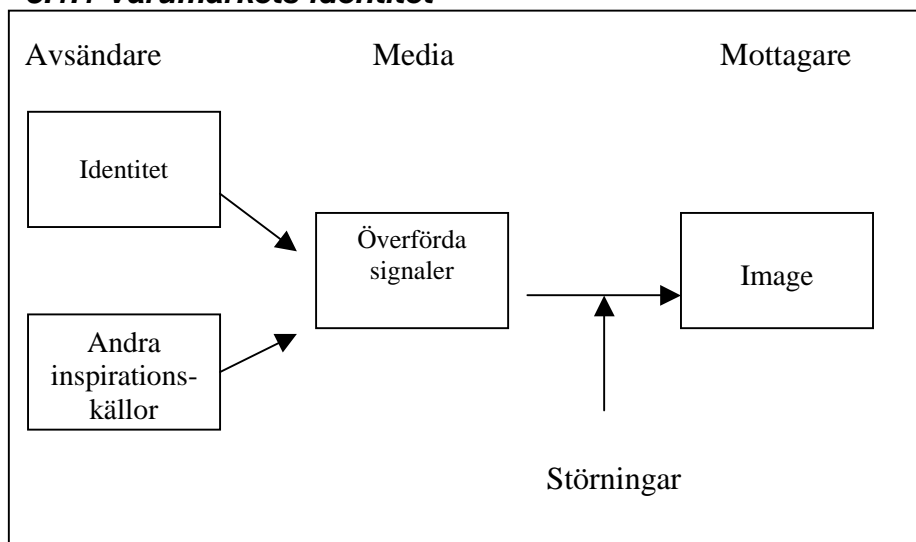 Avsändare Media Mottagare
Identitet
Överförda
signaler
Image
Andra
inspirations-
källor
Störningar